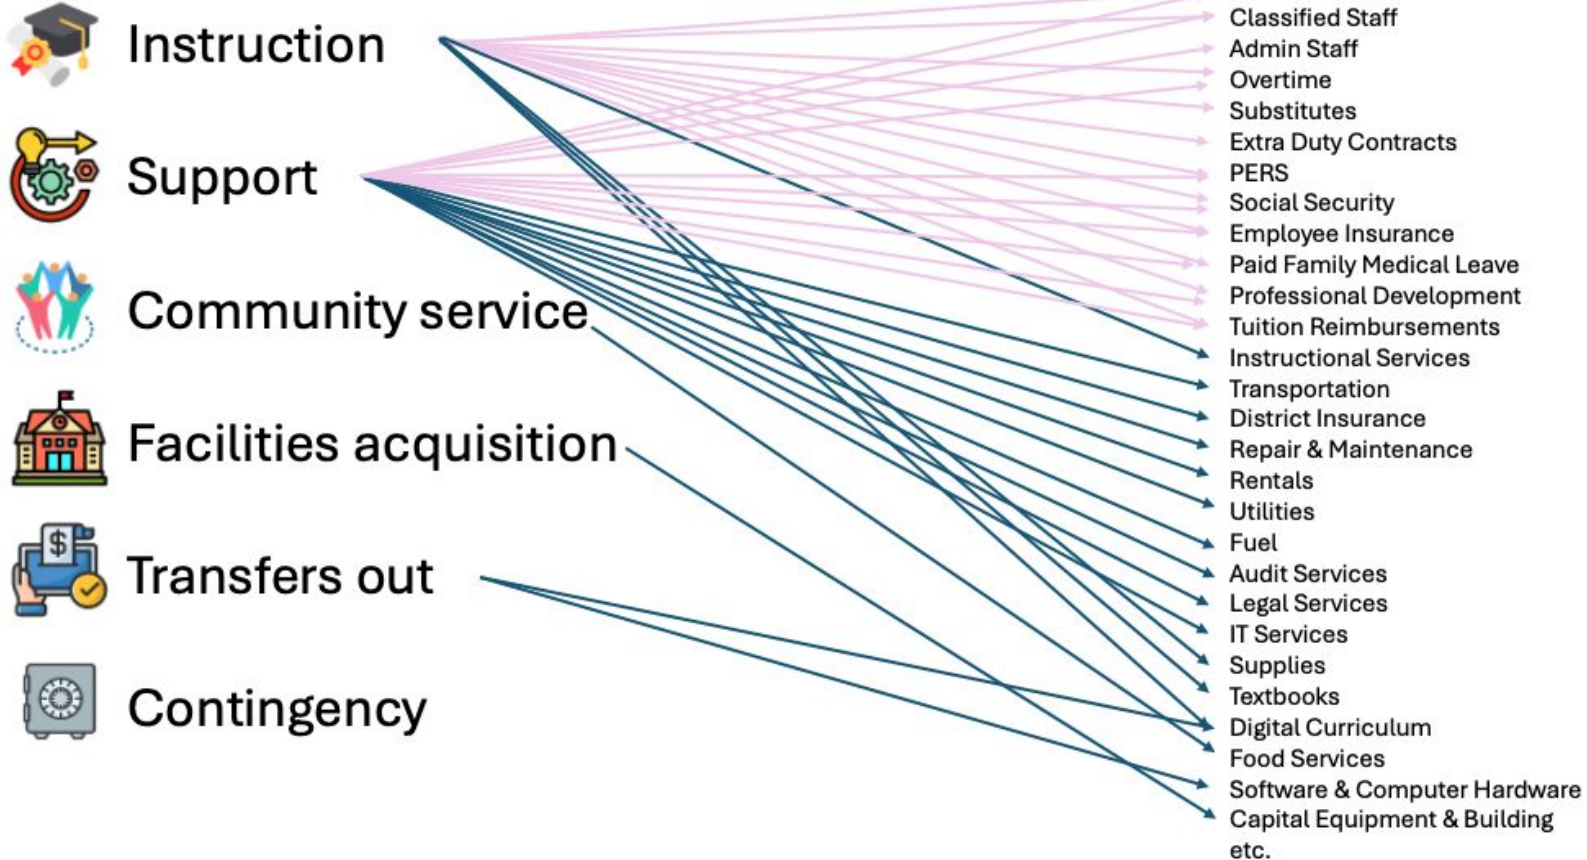 Instruction
Support
Community service
Facilities acquisition
$
Transfers out
Contingency
Classified Staff
Admin Staff
Overtime
Substitutes
Extra Duty Contracts
PERS
Social Security
Employee Insurance
Paid Family Medical Leave
Professional Development
Tuition Reimbursements
Instructional Services
Transportation
District Insurance
Repair & Maintenance
Rentals
Utilities
Fuel
Audit Services
Legal Services
IT Services
Supplies
Textbooks
Digital Curriculum
Food Services
Software & Computer Hardware
Capital Equipment & Building
etc.